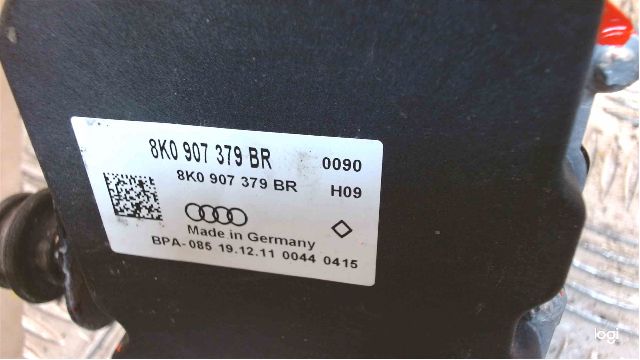 8K0 907 379 BR 0090
8K0 907 379 BR H09
Made in Germany
BPA-085 19.12.11 0044 0415
logi